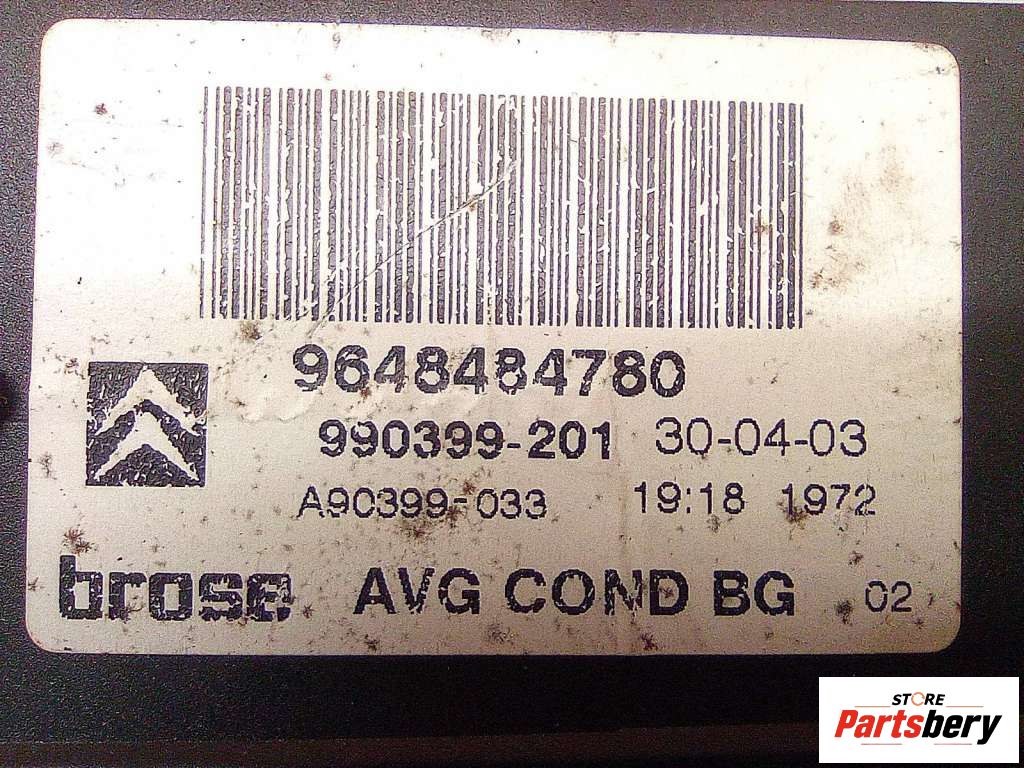 9648484780
990399-201 30-04-03
A90399-033 19:18 1972
brose AVG COND BG 02
STORE
Partsbery